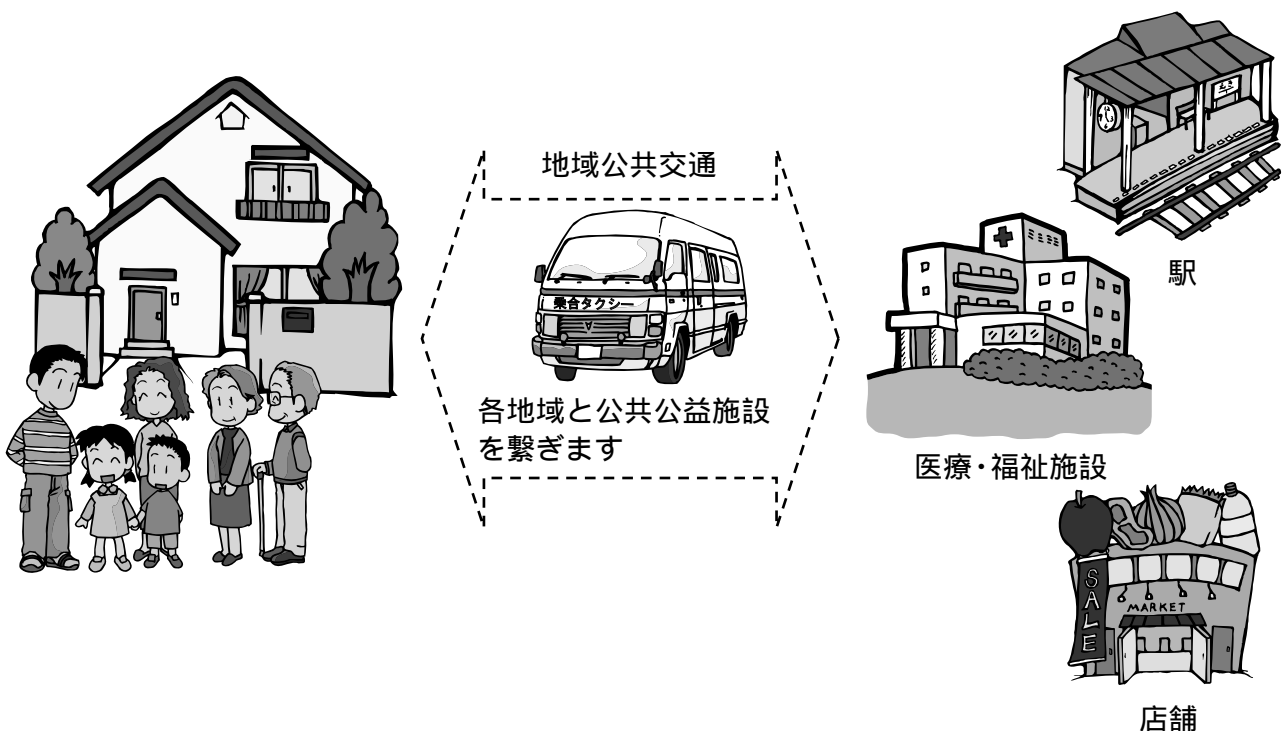 地域公共交通
乗合タクシー
各地域と公共公益施設
を繋ぎます
駅
医療・福祉施設
SALE
MARKET
店舗